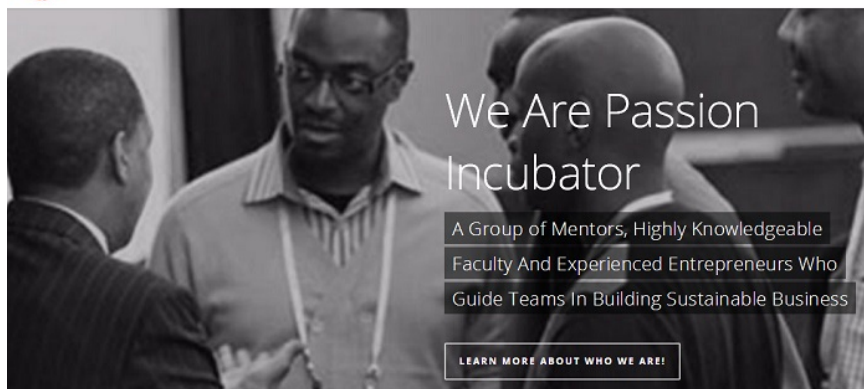 We Are Passion
Incubator
A Group of Mentors, Highly Knowledgeable
Faculty And Experienced Entrepreneurs Who
Guide Teams In Building Sustainable Business
LEARN MORE ABOUT WHO WE ARE!